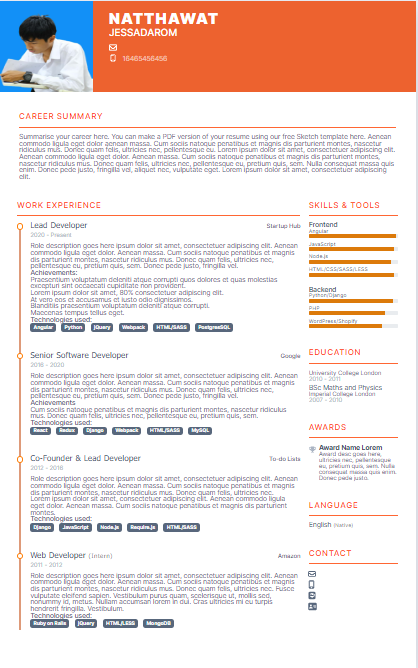 NATTHAWAT
JESSADAROM
16465456456
CAREER SUMMARY
Summarise your career here. You can make a PDF version of your resume using our free Sketch template here. Aenean
commodo ligula eget dolor aenean massa. Cum sociis natoque penatibus et magnis dis parturient montes, nascetur
ridiculus mus. Donec quam felis, ultricies nec, pellentesque eu. Lorem ipsum dolor sit amet, consectetuer adipiscing elit.
Aenean commodo ligula eget dolor. Aenean massa. Cum sociis natoque penatibus et magnis dis parturient montes,
nascetur ridiculus mus. Donec quam felis, ultricies nec, pellentesque eu, pretium quis, sem. Nulla consequat massa quis
enim. Donec pede justo, fringilla vel, aliquet nec, vulputate eget. Lorem ipsum dolor sit amet, consectetuer adipiscing
elit.
WORK EXPERIENCE
Lead Developer
Startup Hub
2020 - Present
Role description goes here ipsum dolor sit amet, consectetuer adipiscing elit. Aenean
commodo ligula eget dolor. Aenean massa. Cum sociis natoque penatibus et magnis
dis parturient montes, nascetur ridiculus mus. Donec quam felis, ultricies nec,
pellentesque eu, pretium quis, sem. Donec pede justo, fringilla vel.
Achievements:
Praesentium voluptatum deleniti atque corrupti quos dolores et quas molestias
excepturi sint occaecati cupiditate non provident.
Lorem ipsum dolor sit amet, 80% consectetuer adipiscing elit.
At vero eos et accusamus et iusto odio dignissimos.
Blanditiis praesentium voluptatum deleniti atque corrupti.
Maecenas tempus tellus eget.
Technologies used:
Angular Python jQuery Webpack HTML/SASS PostgresSQL
Senior Software Developer
Google
2016 - 2020
Role description goes here ipsum dolor sit amet, consectetuer adipiscing elit. Aenean
commodo ligula eget dolor. Aenean massa. Cum sociis natoque penatibus et magnis
dis parturient montes, nascetur ridiculus mus. Donec quam felis,
Achievements
Cum sociis natoque penatibus et magnis dis parturient montes, nascetur ridiculus
mus. Donec quam felis, ultricies nec, pellentesque eu, pretium quis, sem.
Technologies used:
React Redux Django Webpack HTML/SASS MySQL
Co-Founder & Lead Developer
To-do Lists
2012 - 2016
Role description goes here ipsum dolor sit amet, consectetuer adipiscing elit. Aenean
commodo ligula eget dolor. Aenean massa. Cum sociis natoque penatibus et magnis
dis parturient montes, nascetur ridiculus mus. Donec quam felis, ultricies nec.
Lorem ipsum dolor sit amet, consectetuer adipiscing elit. Aenean commodo ligula
eget dolor. Aenean massa. Cum sociis natoque penatibus et magnis dis parturient
montes.
Technologies used:
Django JavaScript Node.js Require.js HTML/SASS
Web Developer (Intern)
Amazon
2011 - 2012
Role description goes here ipsum dolor sit amet, consectetuer adipiscing elit. Aenean
commodo ligula eget dolor. Aenean massa. Cum sociis natoque penatibus et magnis
dis parturient montes, nascetur ridiculus mus. Donec quam felis, ultricies nec. Fusce
vulputate eleifend sapien. Vestibulum purus quam, scelerisque ut, mollis sed,
nonummy id, metus. Nullam accumsan lorem in dui. Cras ultricies mi eu turpis
hendrerit fringilla. Vestibulum.
Technologies used:
Ruby on Rails jQuery HTML/LESS MongoDB
SKILLS & TOOLS
Frontend
Angular
JavaScript
Node.js
HTML/CSS/SASS/LESS
Backend
Python/Django
PHP
WordPress/Shopify
EDUCATION
University College London
2010 - 2011
BSc Maths and Physics
Imperial College London
2007 - 2010
AWARDS
Award Name Lorem
Award desc goes here,
ultricies nec, pellentesque
eu, pretium quis, sem. Nulla
consequat massa quis enim.
Donec pede justo.
LANGUAGE
English (Native)
CONTACT